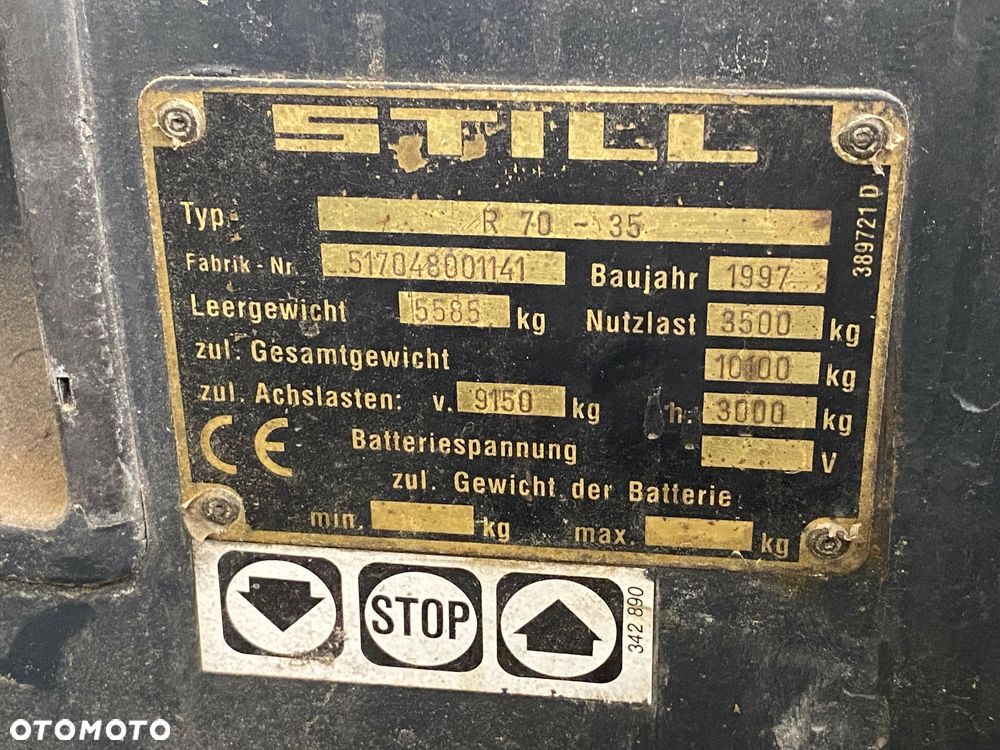 STILL
Typ. R 70 - 35
Fabrik - Nr. 517048001141 Baujahr 1997
Leergewicht 5585 kg Nutzlast 3500 kg
zul. Gesamtgewicht 10100 kg
zul. Achslasten: v. 9150 kg h. 3000 kg
CE Batteriespannung V
zul. Gewicht der Batterie
min. kg max. kg
389721 D
STOP
342 890
OTOMOTO